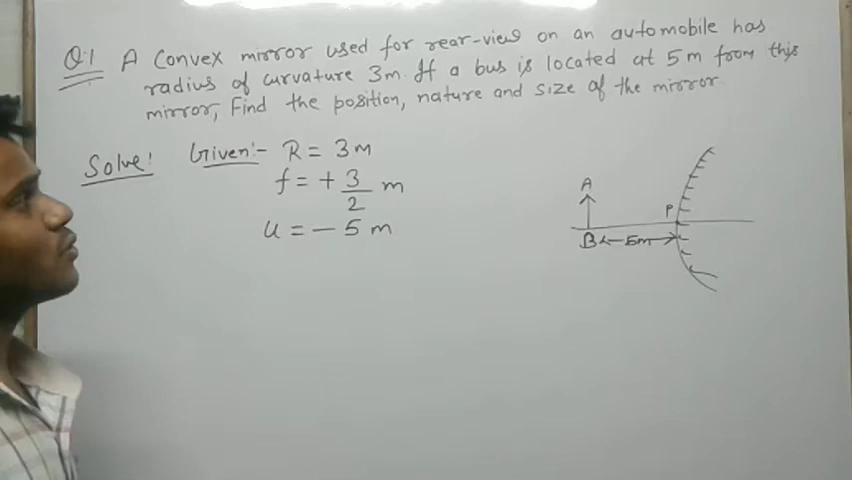 Q.1 A Convex mirror used for rear-view on an automobile has
radius of curvature 3m. If a bus is located at 5m from this
mirror, Find the position, nature and size of the mirror.
Solve! Given:- R = 3m
f = + 3/2 m
u = - 5 m
A
P
B <- 5m ->